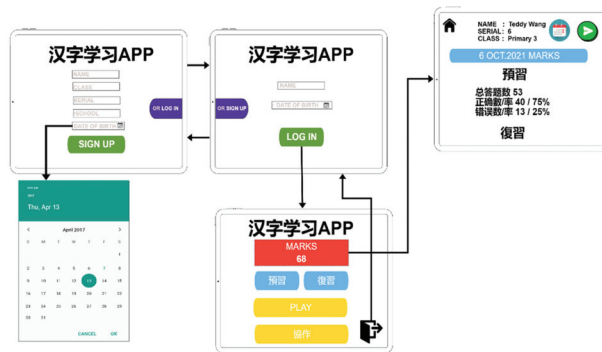 汉字学习APP
NAME
CLASS
SERIAL
SCHOOL
DATE OF BIRTH
OR LOG IN
SIGN UP
汉字学习APP
NAME
DATE OF BIRTH
OR SIGN UP
LOG IN
NAME : Teddy Wang
SERIAL: 6
CLASS : Primary 3
6 OCT.2021 MARKS
預習
总答题数 53
正确數/率 40 / 75%
错误数/率 13 / 25%
復習
Thu, Apr 13
April 2017
S M T W T F S
1
2 3 4 5 6 7 8
9 10 11 12 13 14 15
16 17 18 19 20 21 22
23 24 25 26 27 28 29
30 31
CANCEL OK
汉字学习APP
MARKS
68
預習 復習
PLAY
協作